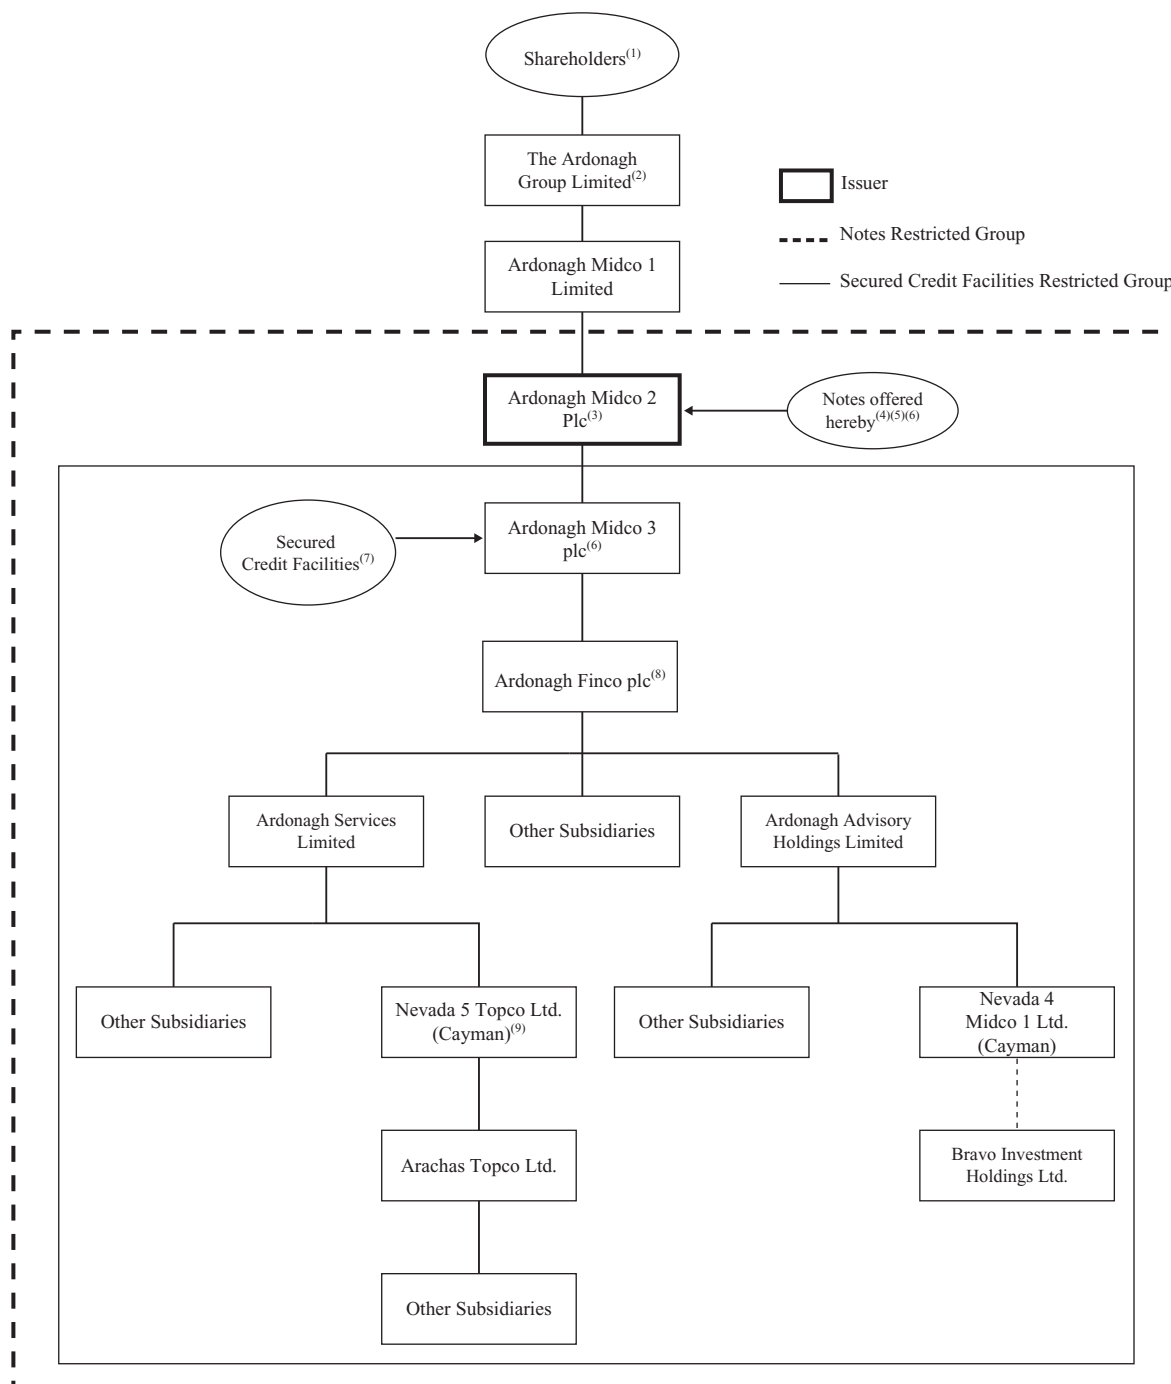 Shareholders(1)
The Ardonagh
Group Limited(2)
Issuer
Notes Restricted Group
Ardonagh Midco 1
Limited
Secured Credit Facilities Restricted Group
Ardonagh Midco 2
Plc(3)
Notes offered
hereby(4)(5)(6)
Secured
Credit Facilities(7)
Ardonagh Midco 3
plc(6)
Ardonagh Finco plc(8)
Ardonagh Services
Limited
Other Subsidiaries
Ardonagh Advisory
Holdings Limited
Other Subsidiaries
Nevada 5 Topco Ltd.
(Cayman)(9)
Other Subsidiaries
Nevada 4
Midco 1 Ltd.
(Cayman)
Arachas Topco Ltd.
Bravo Investment
Holdings Ltd.
Other Subsidiaries